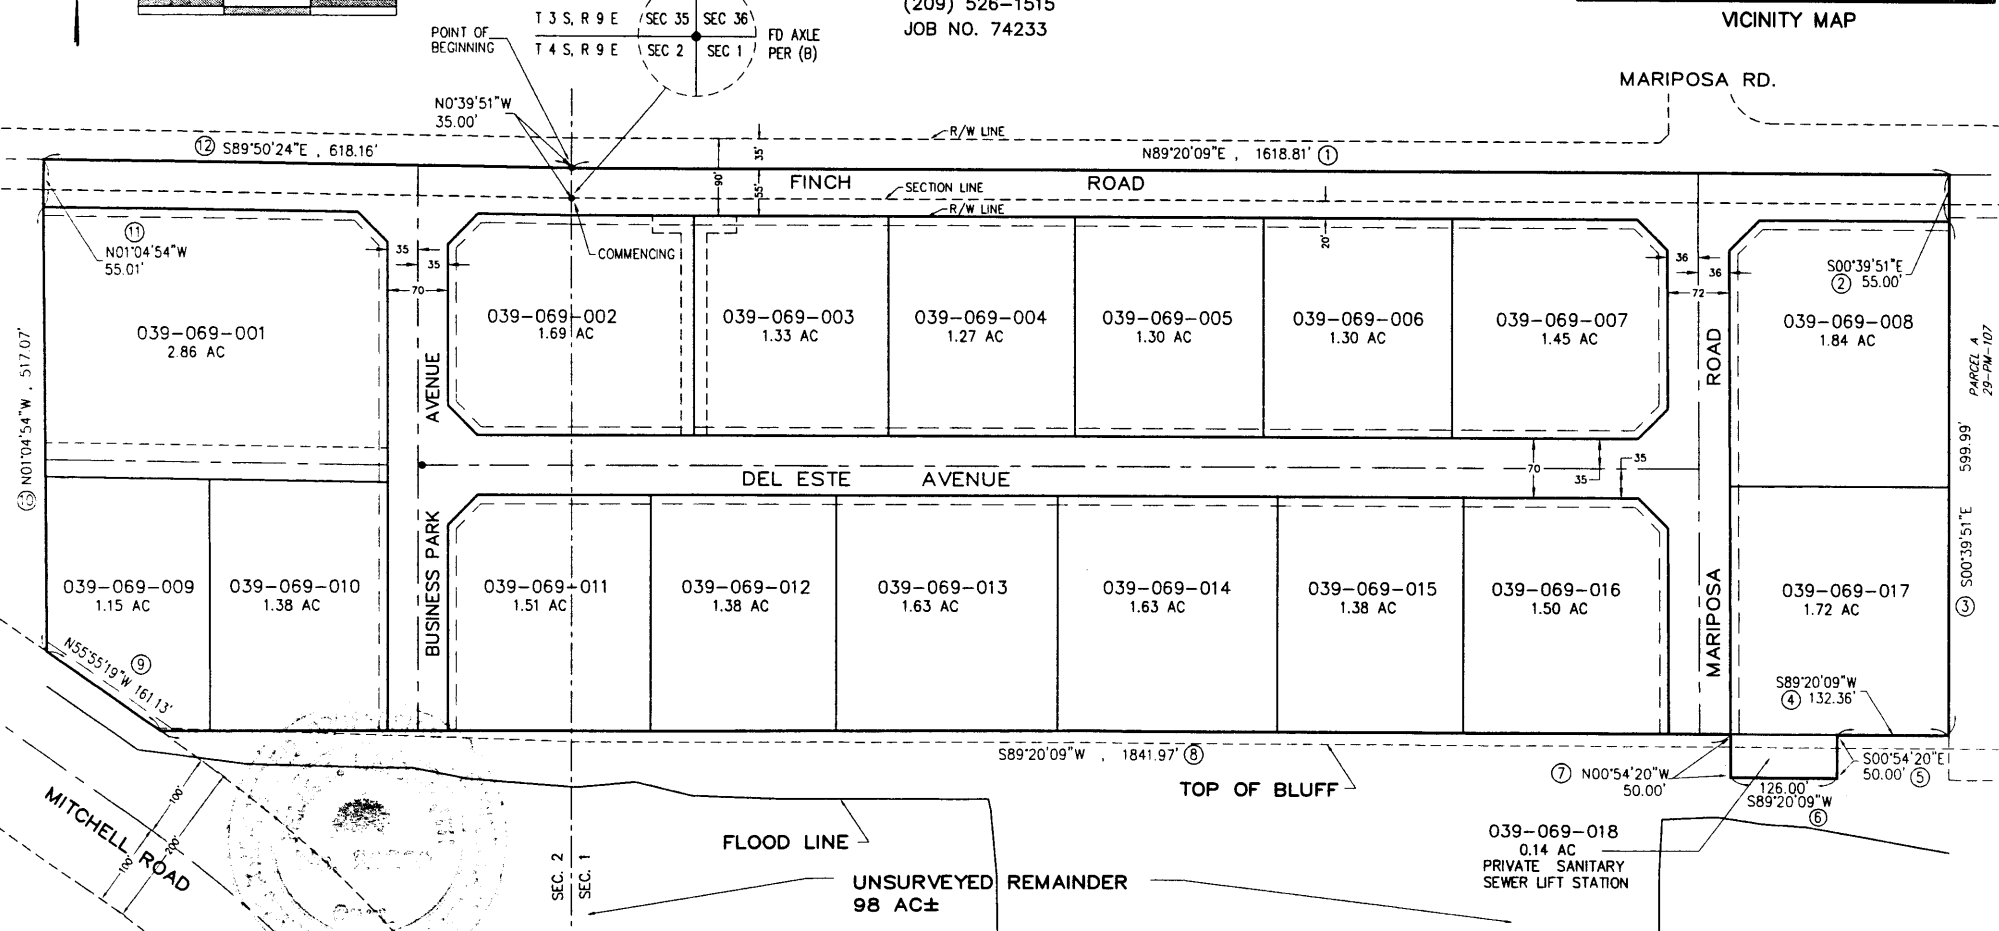 (209) 526-1515
JOB NO. 74233
VICINITY MAP
T 3 S, R 9 E
SEC 35
SEC 36
T 4 S, R 9 E
SEC 2
SEC 1
FD AXLE
PER (B)
POINT OF
BEGINNING
N0°39'51"W
35.00'
MARIPOSA RD.
R/W LINE
12 S89°50'24"E , 618.16'
N89°20'09"E , 1618.81' 1
35'
90'
55'
FINCH ROAD
SECTION LINE
R/W LINE
20'
COMMENCING
11
N01°04'54"W
55.01'
35
35
70
36
36
72
S00°39'51"E
2 55.00'
039-069-001
2.86 AC
039-069-002
1.69 AC
039-069-003
1.33 AC
039-069-004
1.27 AC
039-069-005
1.30 AC
039-069-006
1.30 AC
039-069-007
1.45 AC
039-069-008
1.84 AC
PARCEL A
29-PM-107
N01°04'54"W , 517.07'
BUSINESS PARK AVENUE
MARIPOSA ROAD
DEL ESTE AVENUE
70
35
35
3 S00°39'51"E 599.99'
039-069-009
1.15 AC
039-069-010
1.38 AC
039-069-011
1.51 AC
039-069-012
1.38 AC
039-069-013
1.63 AC
039-069-014
1.63 AC
039-069-015
1.38 AC
039-069-016
1.50 AC
039-069-017
1.72 AC
9
N55°55'19"W 161.13'
S89°20'09"W
4 132.36'
S89°20'09"W , 1841.97' 8
TOP OF BLUFF
7 N00°54'20"W
50.00'
S00°54'20"E
50.00' 5
126.00'
S89°20'09"W
6
MITCHELL ROAD
100'
100'
200'
FLOOD LINE
SEC. 2
SEC. 1
UNSURVEYED REMAINDER
98 AC±
039-069-018
0.14 AC
PRIVATE SANITARY
SEWER LIFT STATION